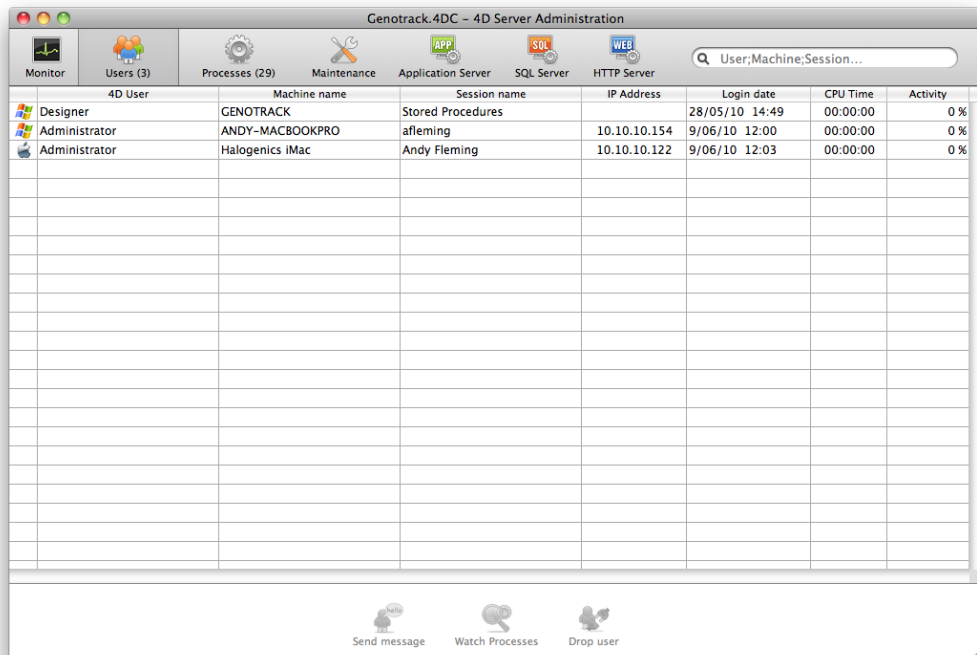 Genotrack.4DC – 4D Server Administration
Monitor Users (3) Processes (29) Maintenance Application Server SQL Server HTTP Server
APP SQL WEB
User;Machine;Session...
4D User Machine name Session name IP Address Login date CPU Time Activity
Designer GENOTRACK Stored Procedures 28/05/10 14:49 00:00:00 0 %
Administrator ANDY-MACBOOKPRO afleming 10.10.10.154 9/06/10 12:00 00:00:00 0 %
Administrator Halogenics iMac Andy Fleming 10.10.10.122 9/06/10 12:03 00:00:00 0 %
hello
Send message Watch Processes Drop user